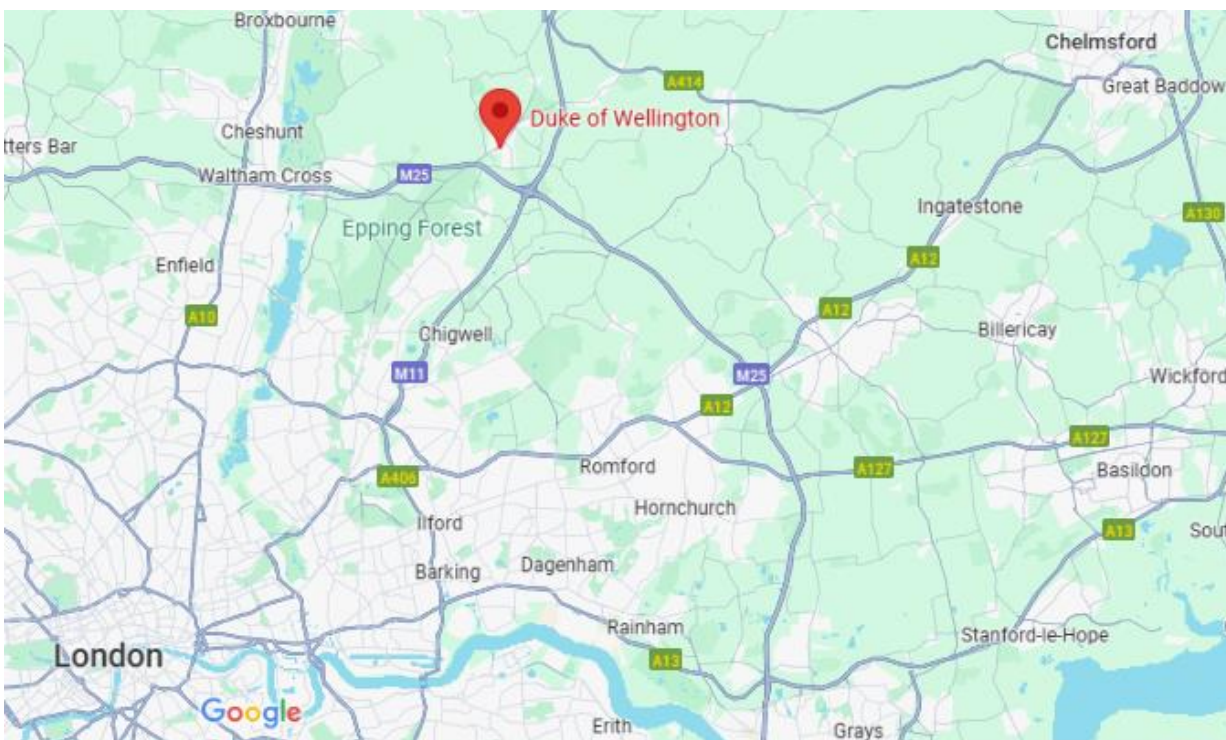 Broxbourne
Chelmsford
A414
Great Baddow
Duke of Wellington
Cheshunt
tters Bar
M25
Waltham Cross
Ingatestone
A130
Epping Forest
A12
Enfield
A10
A12
Chigwell
Billericay
M11
M25
Wickford
A12
A127
Romford
A127
Basildon
A406
Hornchurch
Ilford
A13
Sout
Dagenham
Barking
Rainham
Stanford-le-Hope
London
A13
Google
Erith
Grays